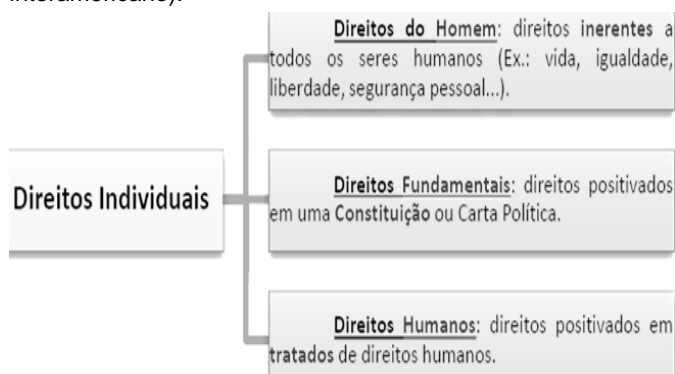 interamericano).
Direitos do Homem: direitos inerentes a
todos os seres humanos (Ex.: vida, igualdade,
liberdade, segurança pessoal...).
Direitos Individuais
Direitos Fundamentais: direitos positivados
em uma Constituição ou Carta Política.
Direitos Humanos: direitos positivados em
tratados de direitos humanos.